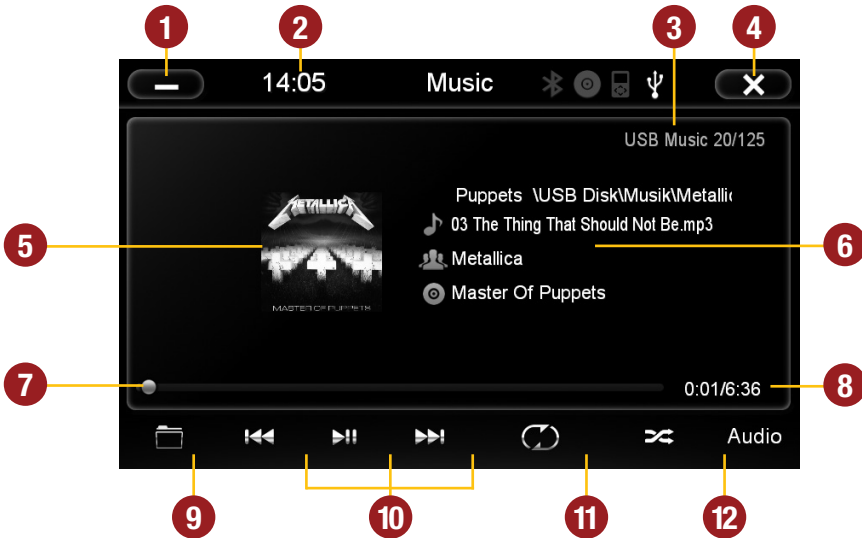 1 2 3 4
14:05 Music
USB Music 20/125
METALLICA
Puppets \USB Disk\Musik\Metallic
03 The Thing That Should Not Be.mp3
5 6
Metallica
Master Of Puppets
MASTER OF PUPPETS
7 8
0:01/6:36
Audio
9 10 11 12